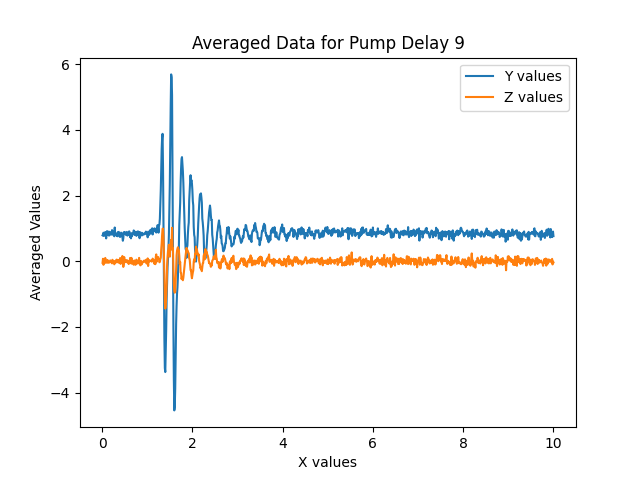 Averaged Data for Pump Delay 9
Y values
Z values
6
4
2
0
−2
−4
Averaged Values
0
2
4
6
8
10
X values